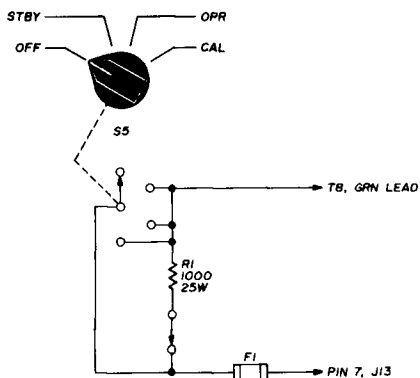 STBY OPR
OFF CAL
S5
T8, GRN LEAD
R1
1000
25W
F1
PIN 7, J13